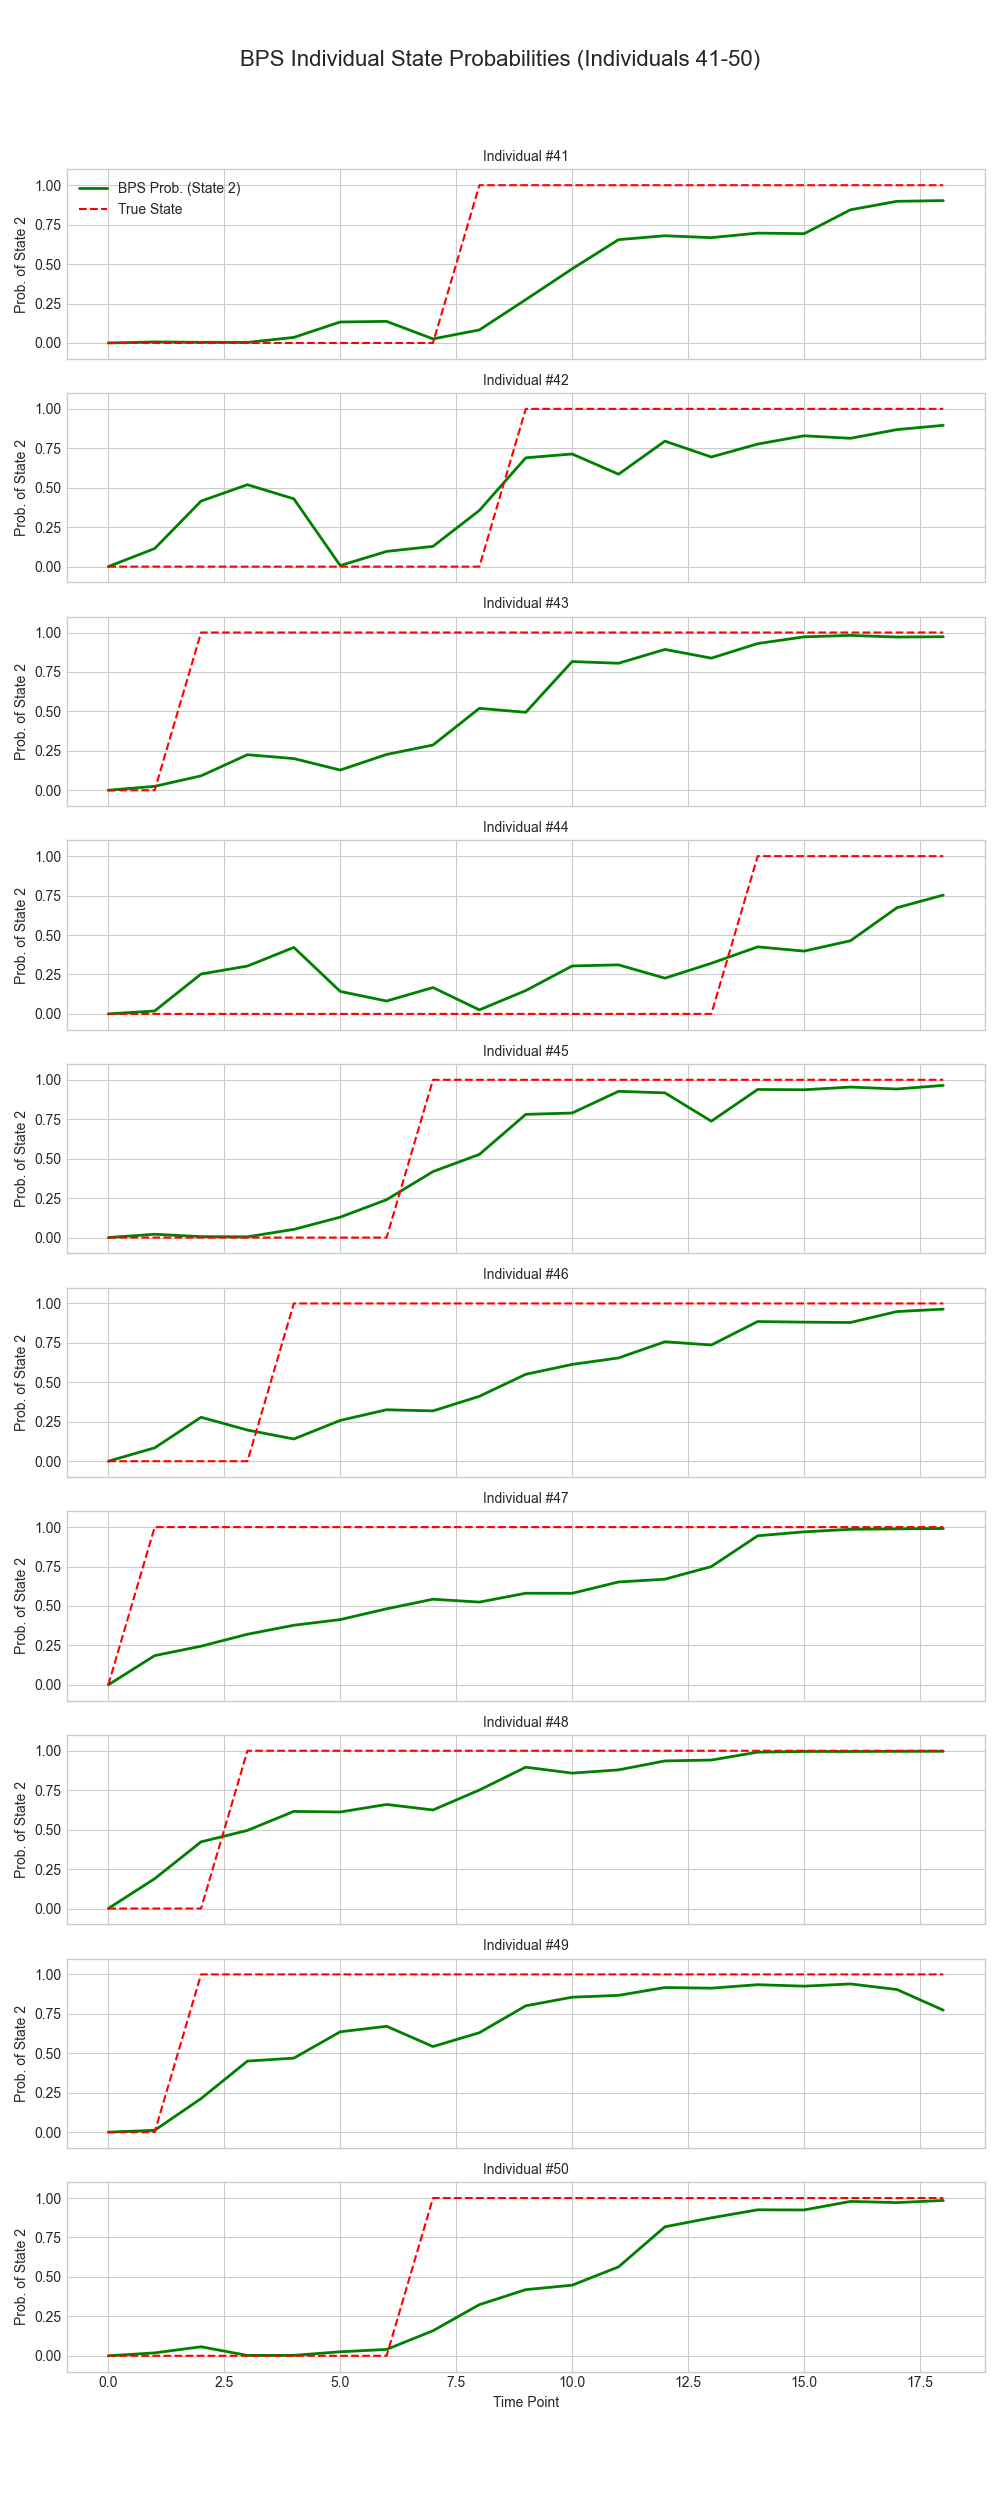 BPS Individual State Probabilities (Individuals 41-50)
Individual #41
1.00
0.75
0.50
0.25
0.00
Prob. of State 2
BPS Prob. (State 2)
True State
Individual #42
1.00
0.75
0.50
0.25
0.00
Prob. of State 2
Individual #43
1.00
0.75
0.50
0.25
0.00
Prob. of State 2
Individual #44
1.00
0.75
0.50
0.25
0.00
Prob. of State 2
Individual #45
1.00
0.75
0.50
0.25
0.00
Prob. of State 2
Individual #46
1.00
0.75
0.50
0.25
0.00
Prob. of State 2
Individual #47
1.00
0.75
0.50
0.25
0.00
Prob. of State 2
Individual #48
1.00
0.75
0.50
0.25
0.00
Prob. of State 2
Individual #49
1.00
0.75
0.50
0.25
0.00
Prob. of State 2
Individual #50
1.00
0.75
0.50
0.25
0.00
Prob. of State 2
0.0 2.5 5.0 7.5 10.0 12.5 15.0 17.5
Time Point